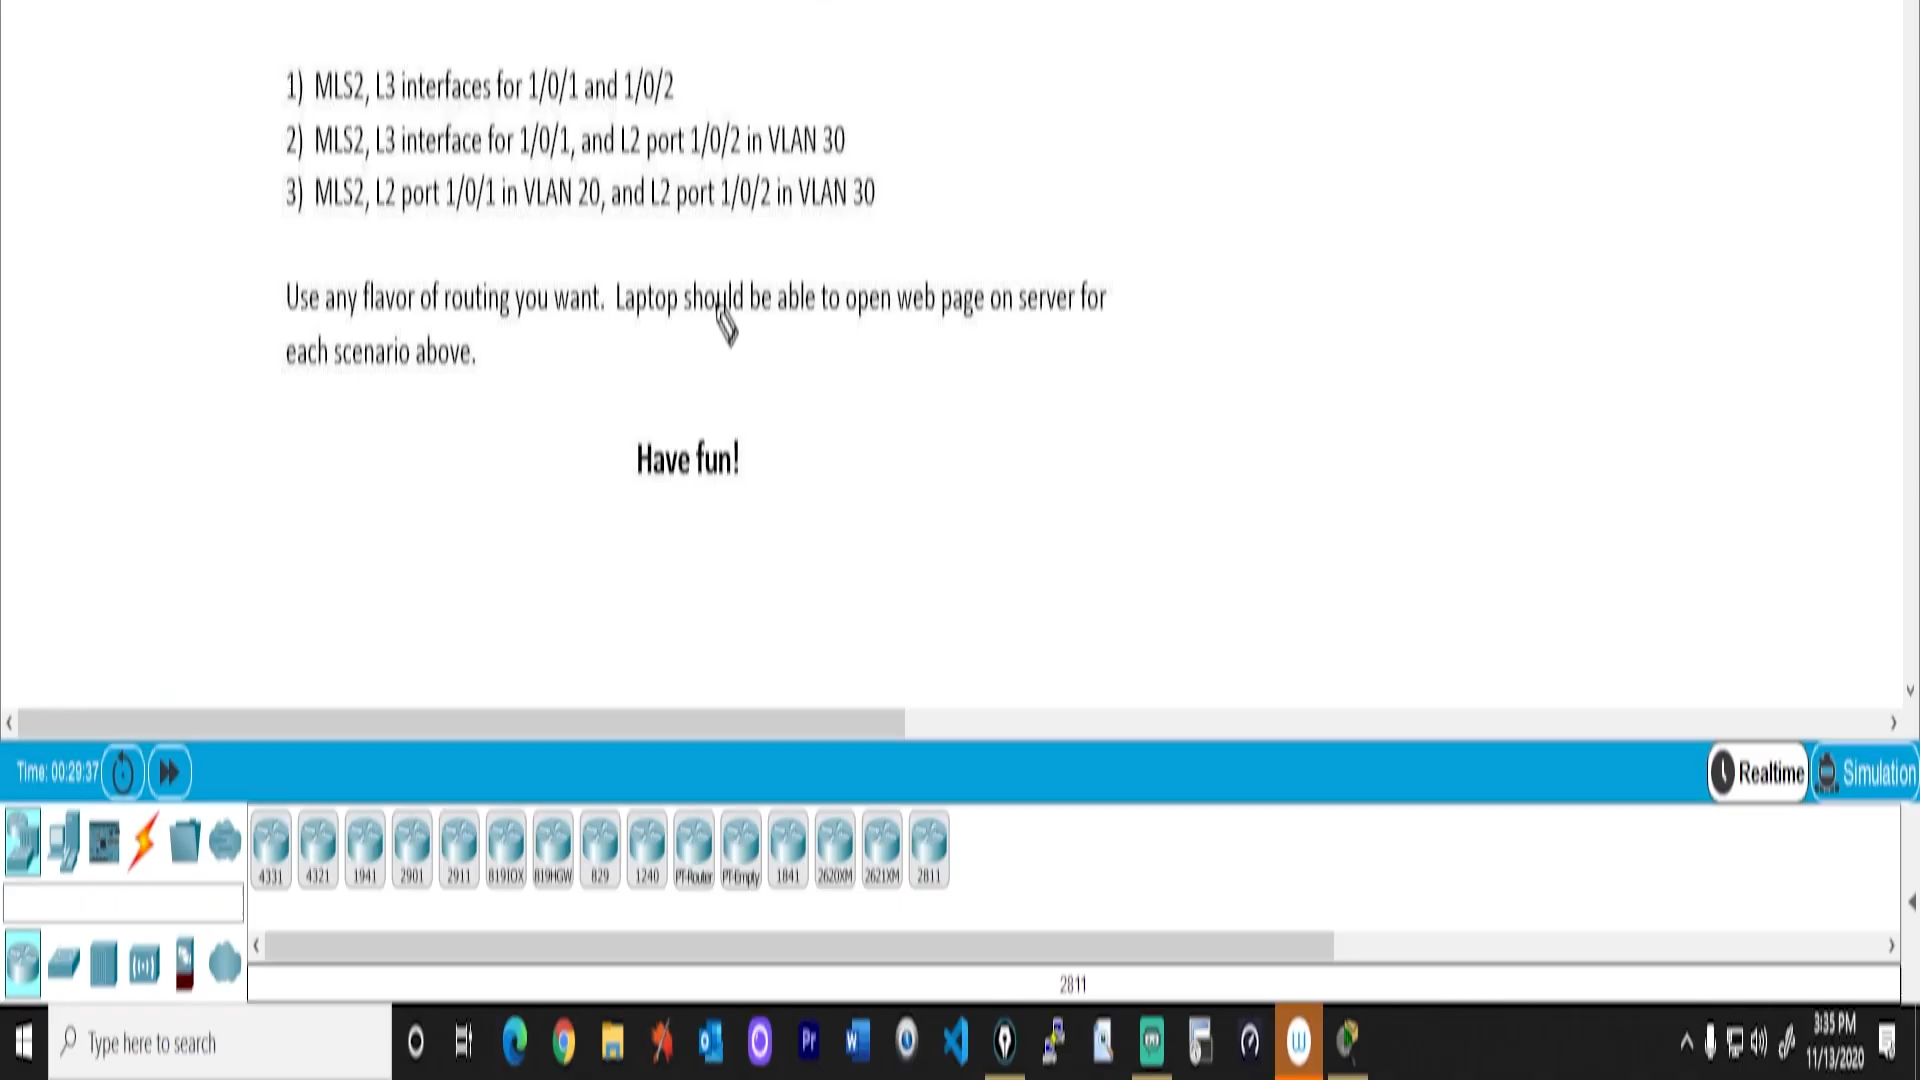 1) MLS2, L3 interfaces for 1/0/1 and 1/0/2
2) MLS2, L3 interface for 1/0/1, and L2 port 1/0/2 in VLAN 30
3) MLS2, L2 port 1/0/1 in VLAN 20, and L2 port 1/0/2 in VLAN 30
Use any flavor of routing you want. Laptop should be able to open web page on server for
each scenario above.
Have fun!
Time: 00:29:37
Realtime
Simulation
4331 4321 1941 2901 2911 819IOX 819HGW 829 1240 PT-Router PT-Empty 1841 2620XM 2621XM 2811
2811
Type here to search
Pr
W
3:35 PM
11/13/2020